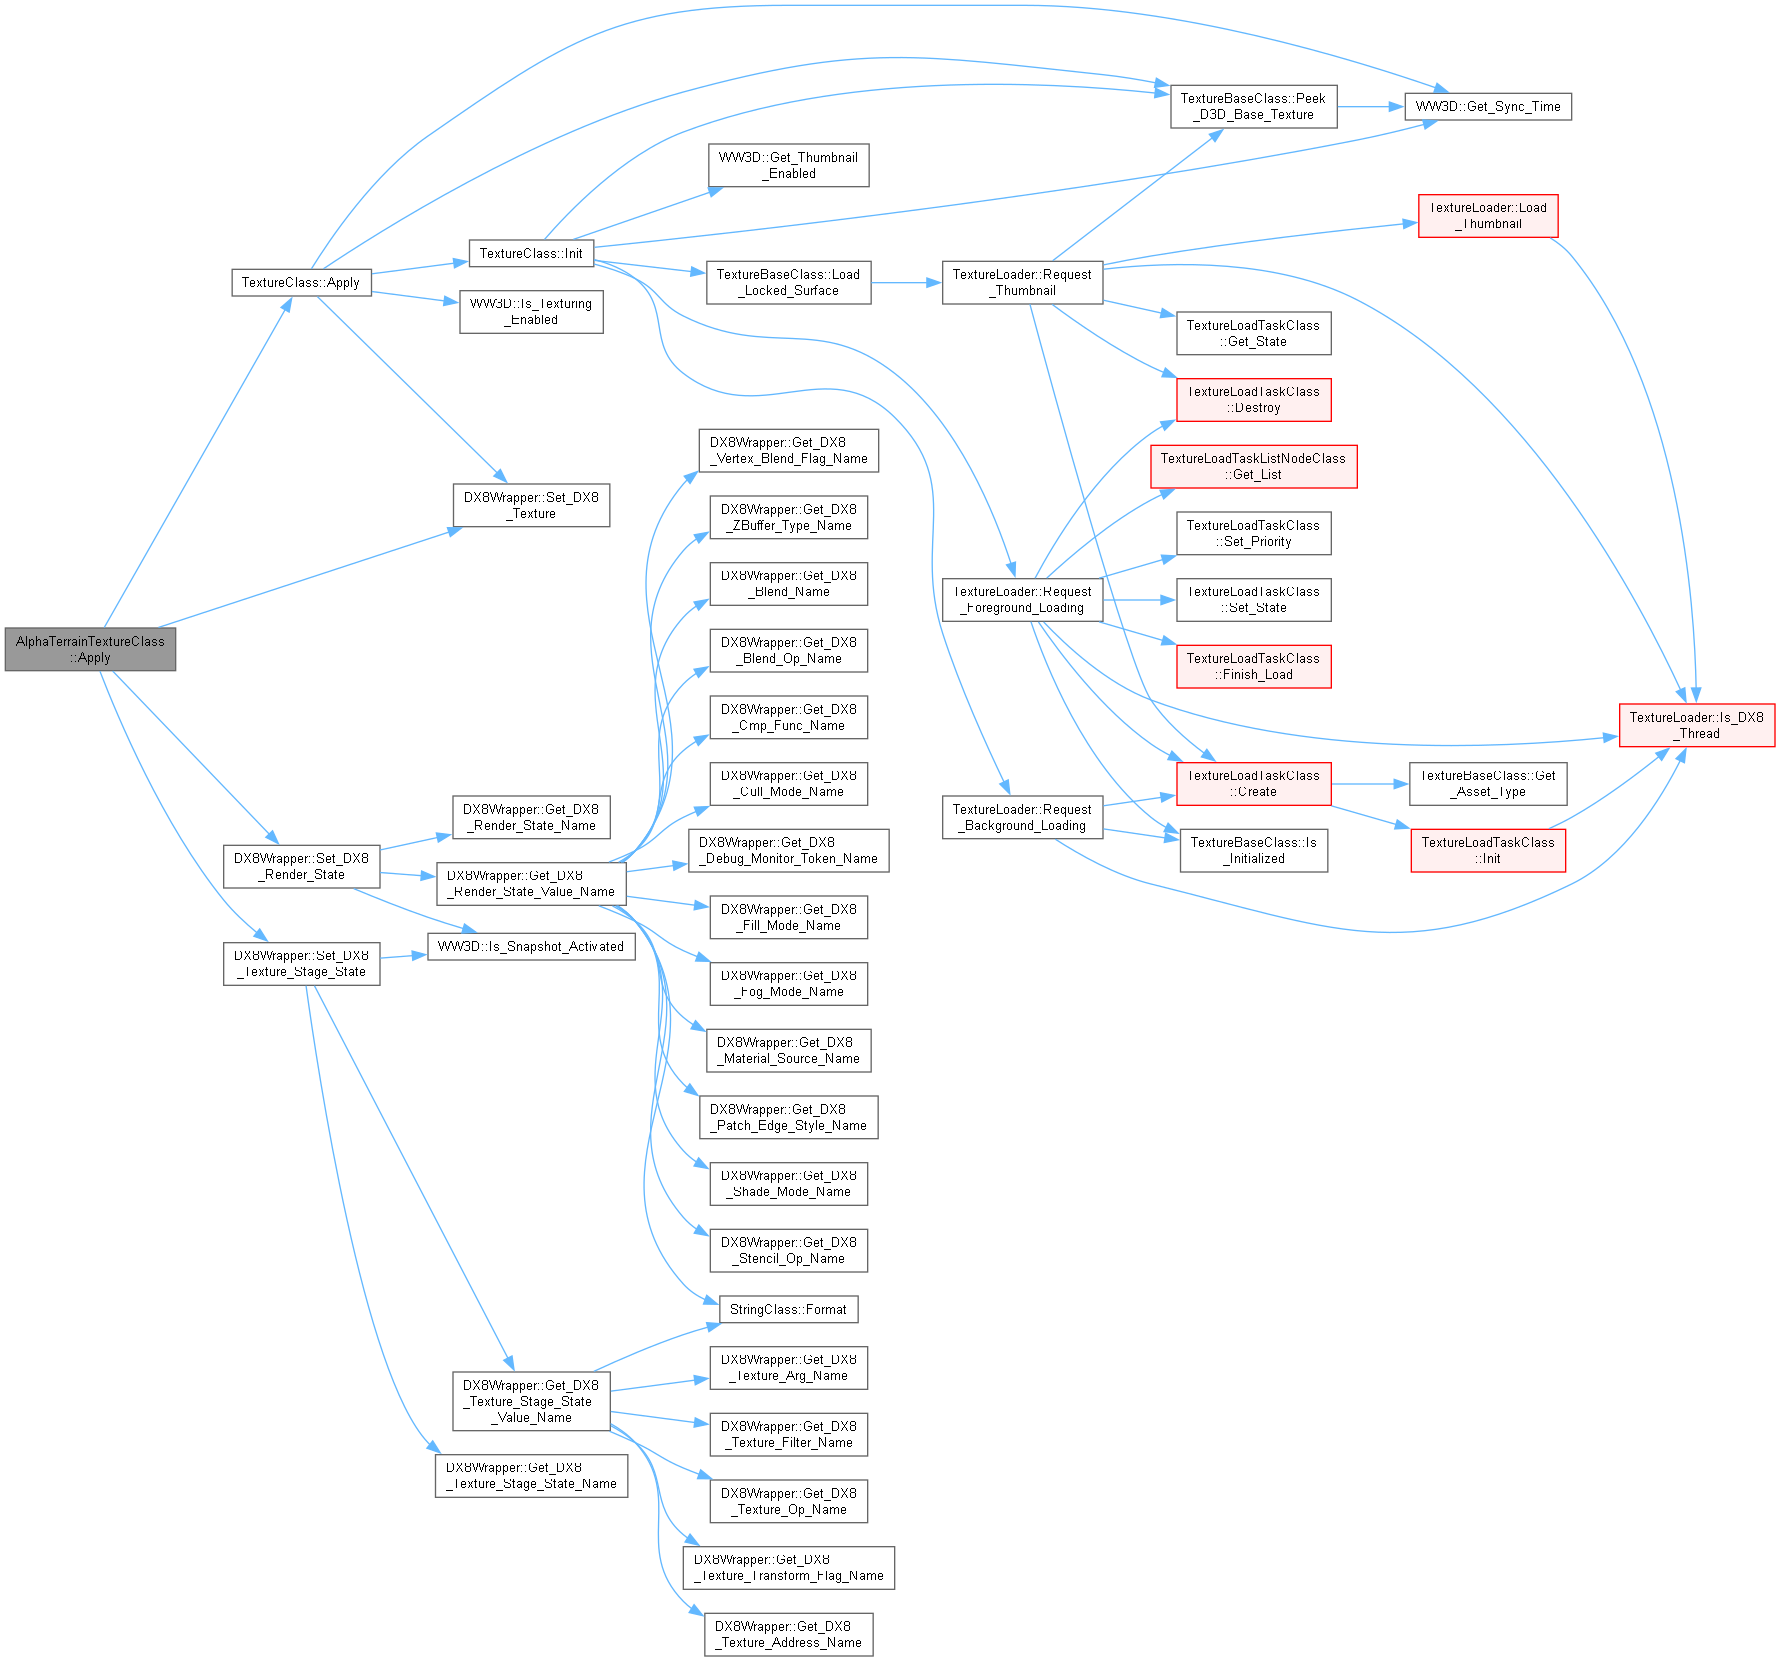 AlphaTerrainTextureClass
::Apply
TextureClass::Apply
DX8Wrapper::Set_DX8
_Texture
DX8Wrapper::Set_DX8
_Render_State
DX8Wrapper::Set_DX8
_Texture_Stage_State
TextureClass::Init
WW3D::Is_Texturing
_Enabled
DX8Wrapper::Get_DX8
_Render_State_Name
DX8Wrapper::Get_DX8
_Render_State_Value_Name
WW3D::Is_Snapshot_Activated
DX8Wrapper::Get_DX8
_Texture_Stage_State
_Value_Name
DX8Wrapper::Get_DX8
_Texture_Stage_State_Name
WW3D::Get_Thumbnail
_Enabled
TextureBaseClass::Load
_Locked_Surface
DX8Wrapper::Get_DX8
_Vertex_Blend_Flag_Name
DX8Wrapper::Get_DX8
_ZBuffer_Type_Name
DX8Wrapper::Get_DX8
_Blend_Name
DX8Wrapper::Get_DX8
_Blend_Op_Name
DX8Wrapper::Get_DX8
_Cmp_Func_Name
DX8Wrapper::Get_DX8
_Cull_Mode_Name
DX8Wrapper::Get_DX8
_Debug_Monitor_Token_Name
DX8Wrapper::Get_DX8
_Fill_Mode_Name
DX8Wrapper::Get_DX8
_Fog_Mode_Name
DX8Wrapper::Get_DX8
_Material_Source_Name
DX8Wrapper::Get_DX8
_Patch_Edge_Style_Name
DX8Wrapper::Get_DX8
_Shade_Mode_Name
DX8Wrapper::Get_DX8
_Stencil_Op_Name
StringClass::Format
DX8Wrapper::Get_DX8
_Texture_Arg_Name
DX8Wrapper::Get_DX8
_Texture_Filter_Name
DX8Wrapper::Get_DX8
_Texture_Op_Name
DX8Wrapper::Get_DX8
_Texture_Transform_Flag_Name
DX8Wrapper::Get_DX8
_Texture_Address_Name
TextureLoader::Request
_Thumbnail
TextureLoader::Request
_Foreground_Loading
TextureLoader::Request
_Background_Loading
TextureBaseClass::Peek
_D3D_Base_Texture
TextureLoadTaskClass
::Get_State
TextureLoadTaskClass
::Destroy
TextureLoadTaskListNodeClass
::Get_List
TextureLoadTaskClass
::Set_Priority
TextureLoadTaskClass
::Set_State
TextureLoadTaskClass
::Finish_Load
TextureLoadTaskClass
::Create
TextureBaseClass::Is
_Initialized
WW3D::Get_Sync_Time
TextureLoader::Load
_Thumbnail
TextureBaseClass::Get
_Asset_Type
TextureLoadTaskClass
::Init
TextureLoader::Is_DX8
_Thread